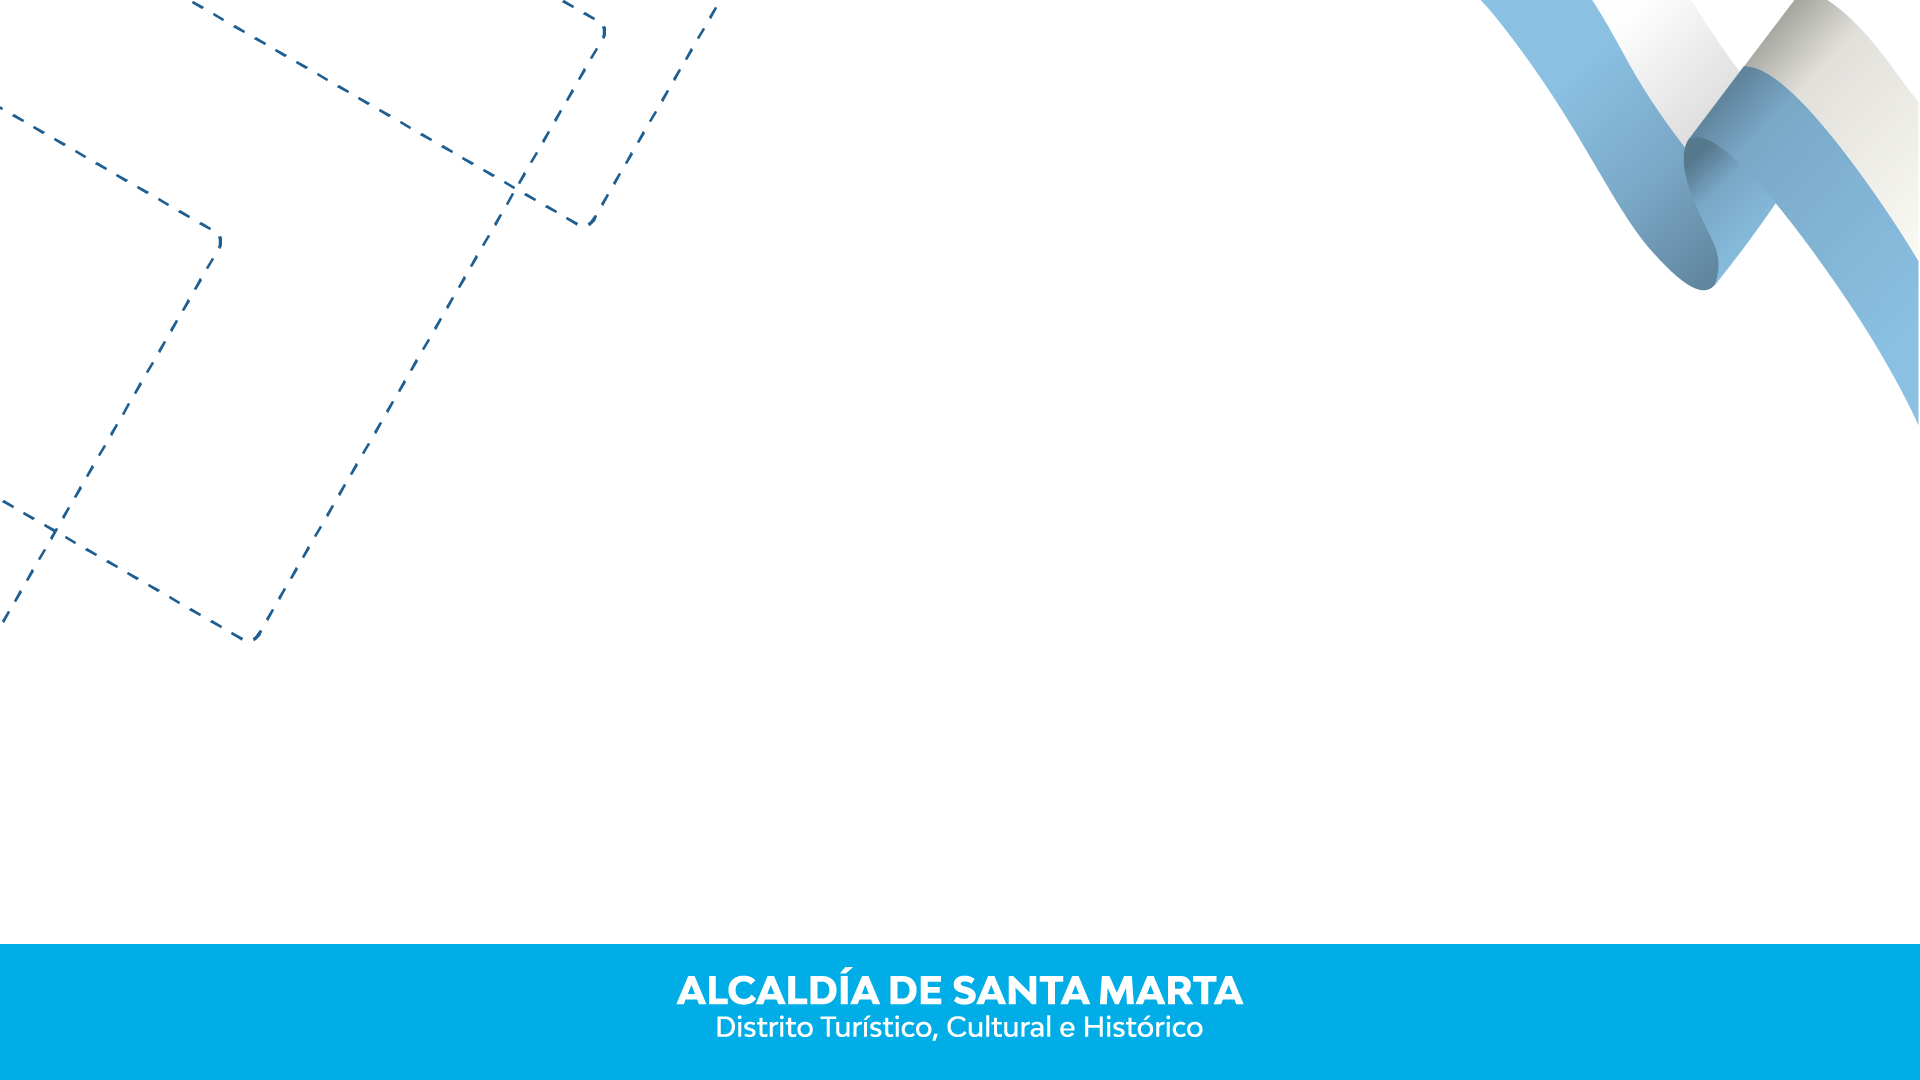 ALCALDÍA DE SANTA MARTA
Distrito Turístico, Cultural e Histórico